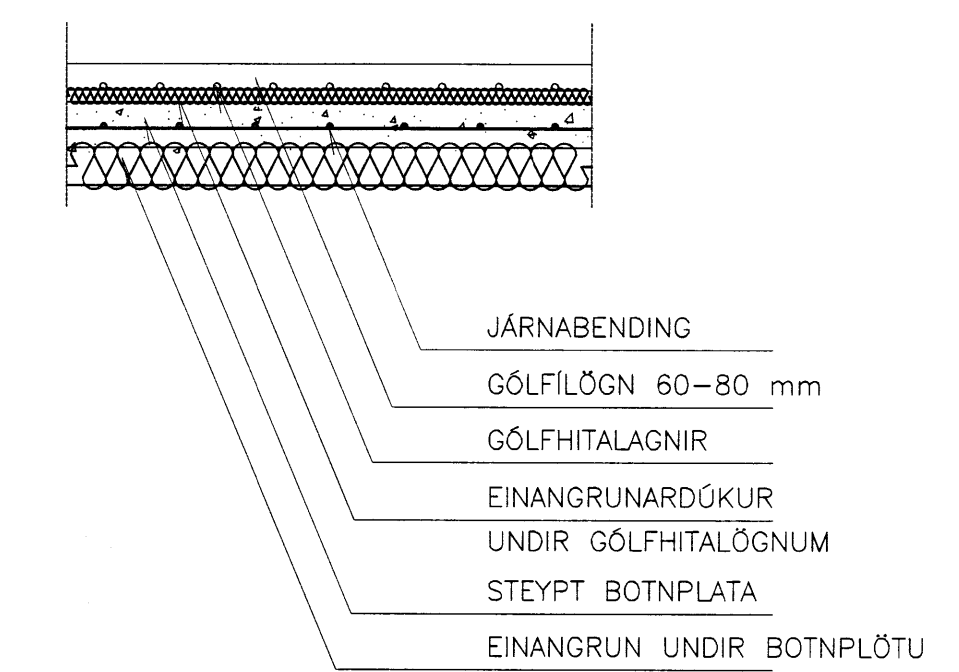 JÁRNABENDING
GÓLFÍLÖGN 60-80 mm
GÓLFHITALAGNIR
EINANGRUNARDÚKUR
UNDIR GÓLFHITALÖGNUM
STEYPT BOTNPLATA
EINANGRUN UNDIR BOTNPLÖTU